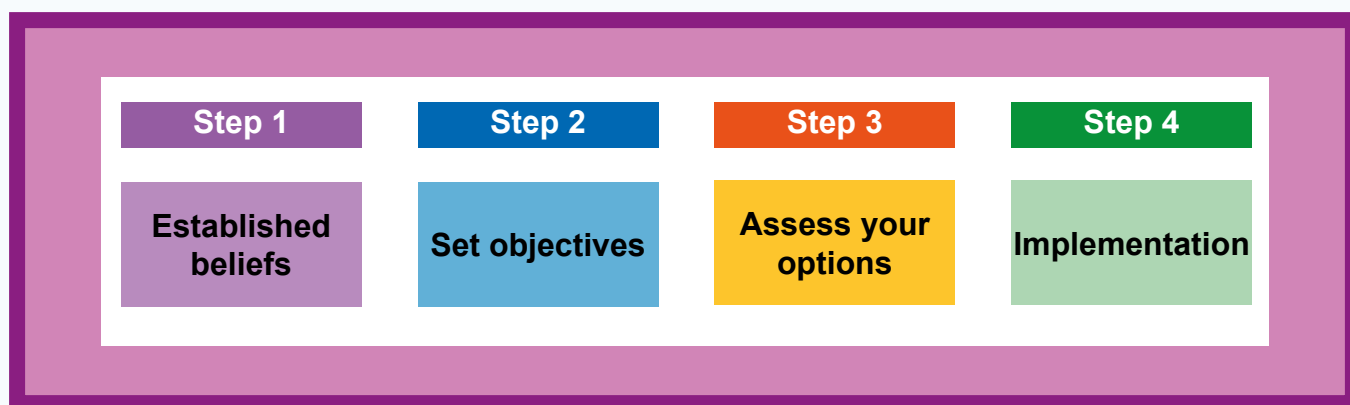 Step 1
Step 2
Step 3
Step 4
Established
beliefs
Set objectives
Assess your
options
Implementation